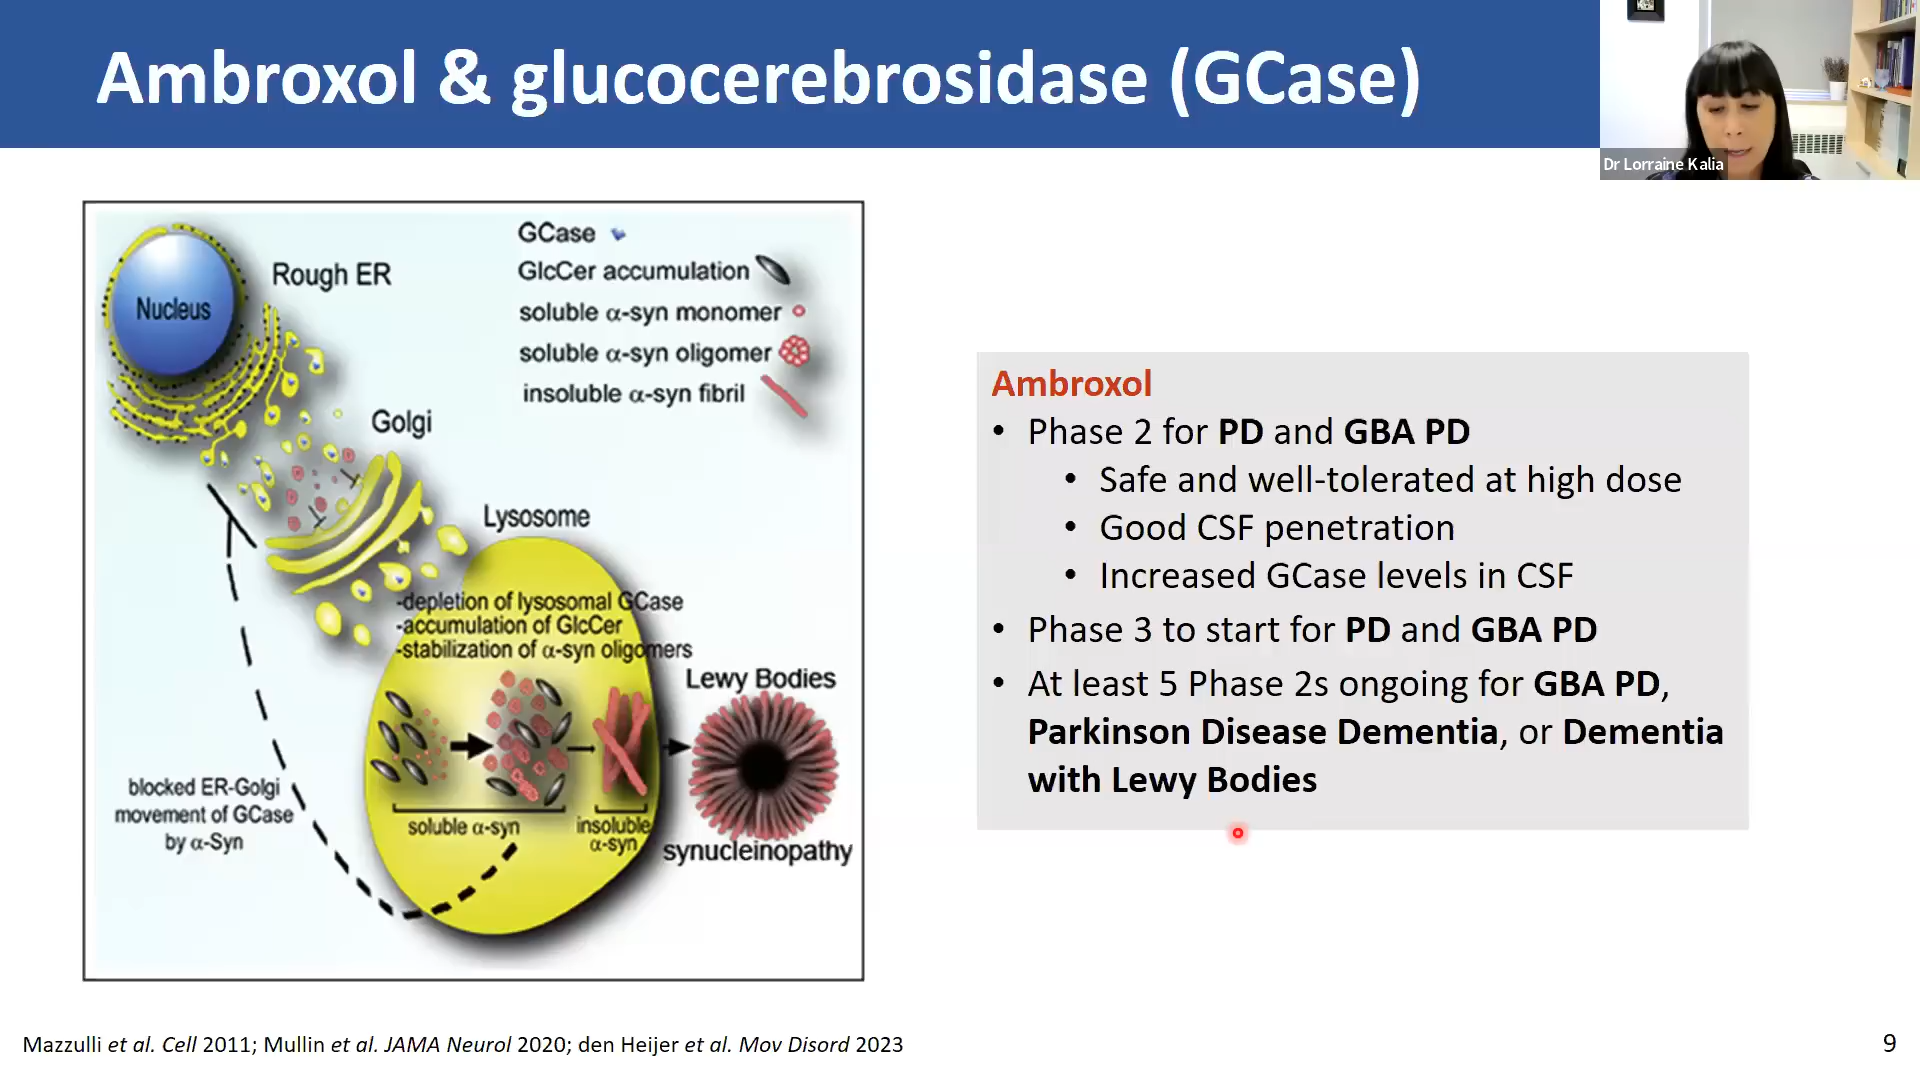 Ambroxol & glucocerebrosidase (GCase)
Dr Lorraine Kalia
GCase
GlcCer accumulation
soluble α-syn monomer
soluble α-syn oligomer
insoluble α-syn fibril
Nucleus
Rough ER
Golgi
Lysosome
-depletion of lysosomal GCase
-accumulation of GlcCer
-stabilization of α-syn oligomers
Lewy Bodies
blocked ER-Golgi
movement of GCase
by α-Syn
soluble α-syn
insoluble
α-syn
synucleinopathy
Ambroxol
• Phase 2 for PD and GBA PD
• Safe and well-tolerated at high dose
• Good CSF penetration
• Increased GCase levels in CSF
• Phase 3 to start for PD and GBA PD
• At least 5 Phase 2s ongoing for GBA PD,
Parkinson Disease Dementia, or Dementia
with Lewy Bodies
Mazzulli et al. Cell 2011; Mullin et al. JAMA Neurol 2020; den Heijer et al. Mov Disord 2023
9